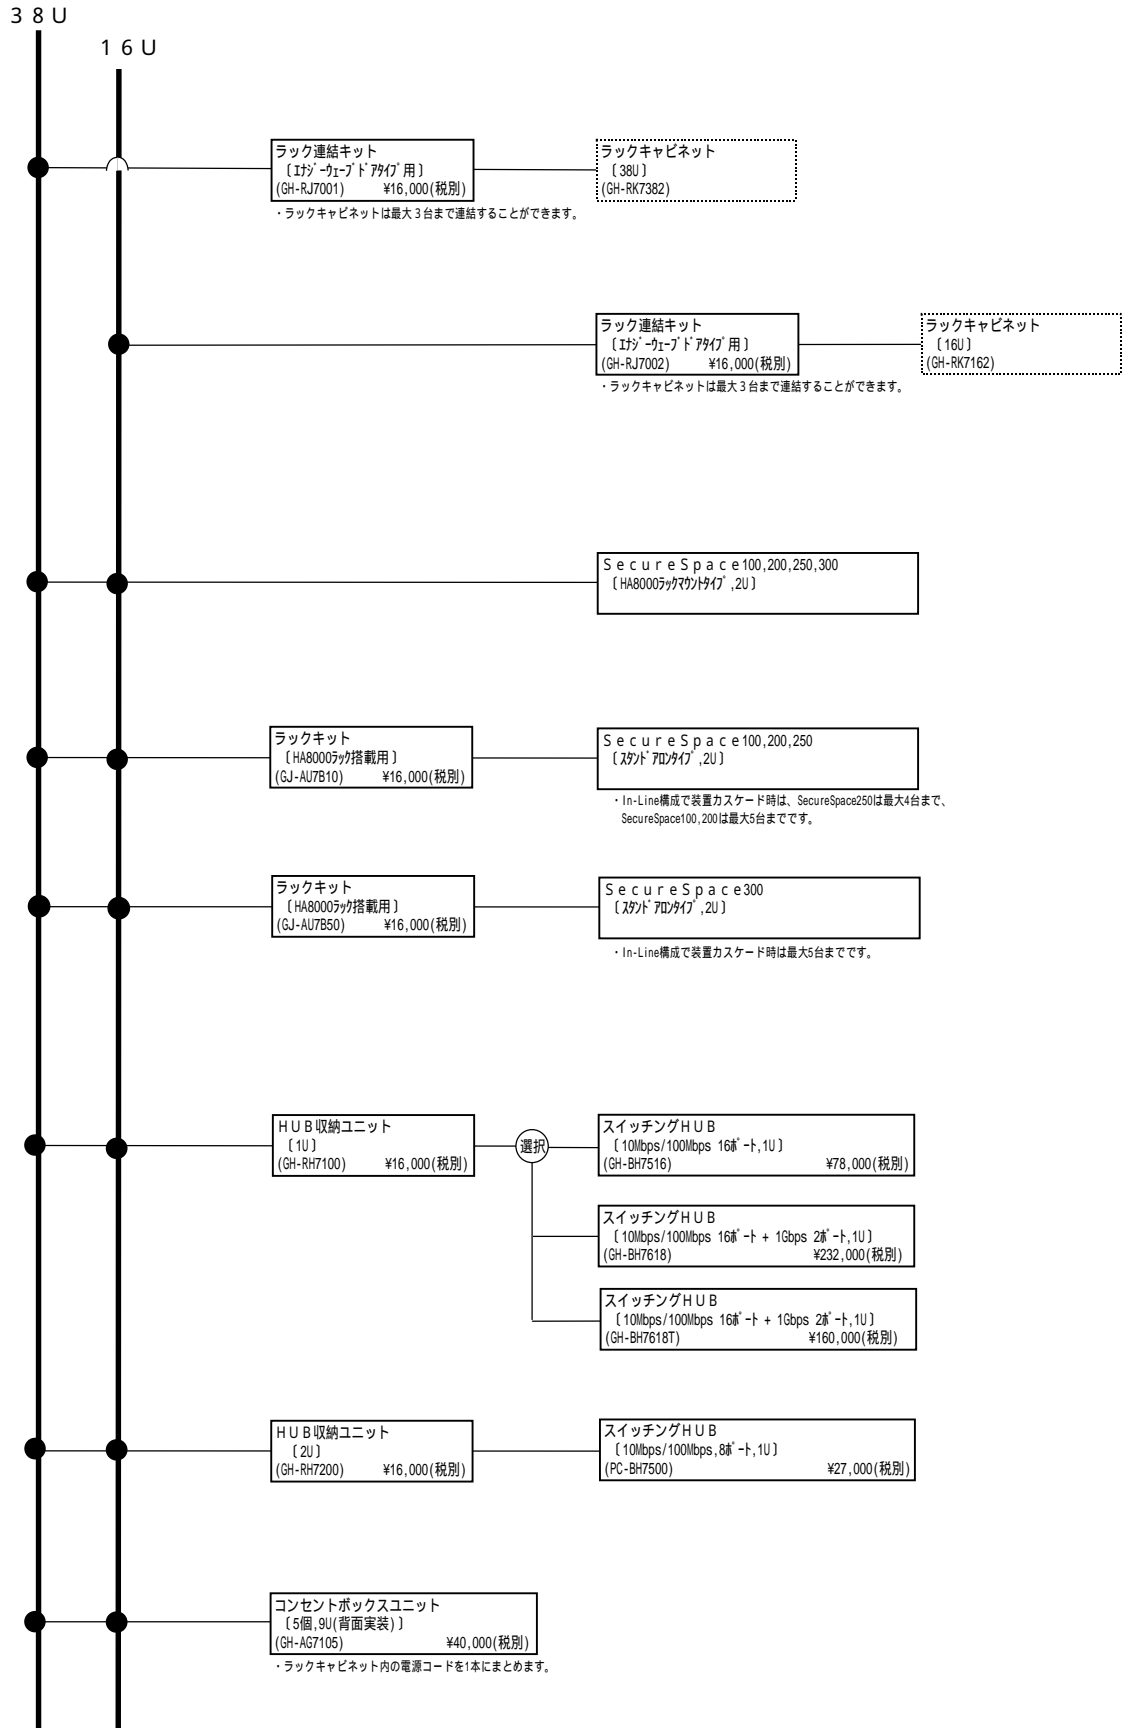 ３８Ｕ
１６Ｕ
ラック連結キット
〔ｴﾅｼﾞｰｳｪｰﾌﾞﾄﾞｱﾀｲﾌﾟ用〕
(GH-RJ7001) ¥16,000(税別)
・ラックキャビネットは最大３台まで連結することができます。
ラックキャビネット
〔38U〕
(GH-RK7382)
ラック連結キット
〔ｴﾅｼﾞｰｳｪｰﾌﾞﾄﾞｱﾀｲﾌﾟ用〕
(GH-RJ7002) ¥16,000(税別)
・ラックキャビネットは最大３台まで連結することができます。
ラックキャビネット
〔16U〕
(GH-RK7162)
ＳｅｃｕｒｅＳｐａｃｅ100,200,250,300
〔HA8000ﾗｯｸﾏｳﾝﾄﾀｲﾌﾟ,2U〕
ラックキット
〔HA8000ﾗｯｸ搭載用〕
(GJ-AU7B10) ¥16,000(税別)
ＳｅｃｕｒｅＳｐａｃｅ100,200,250
〔ｽﾀﾝﾄﾞｱﾛﾝﾀｲﾌﾟ,2U〕
・In-Line構成で装置カスケード時は、SecureSpace250は最大4台まで、
SecureSpace100,200は最大5台までです。
ラックキット
〔HA8000ﾗｯｸ搭載用〕
(GJ-AU7B50) ¥16,000(税別)
ＳｅｃｕｒｅＳｐａｃｅ300
〔ｽﾀﾝﾄﾞｱﾛﾝﾀｲﾌﾟ,2U〕
・In-Line構成で装置カスケード時は最大5台までです。
ＨＵＢ収納ユニット
〔1U〕
(GH-RH7100) ¥16,000(税別)
選択
スイッチングＨＵＢ
〔10Mbps/100Mbps 16ﾎﾟｰﾄ,1U〕
(GH-BH7516) ¥78,000(税別)
スイッチングＨＵＢ
〔10Mbps/100Mbps 16ﾎﾟｰﾄ + 1Gbps 2ﾎﾟｰﾄ,1U〕
(GH-BH7618) ¥232,000(税別)
スイッチングＨＵＢ
〔10Mbps/100Mbps 16ﾎﾟｰﾄ + 1Gbps 2ﾎﾟｰﾄ,1U〕
(GH-BH7618T) ¥160,000(税別)
ＨＵＢ収納ユニット
〔2U〕
(GH-RH7200) ¥16,000(税別)
スイッチングＨＵＢ
〔10Mbps/100Mbps,8ﾎﾟｰﾄ,1U〕
(PC-BH7500) ¥27,000(税別)
コンセントボックスユニット
〔5個,9U(背面実装)〕
(GH-AG7105) ¥40,000(税別)
・ラックキャビネット内の電源コードを1本にまとめます。